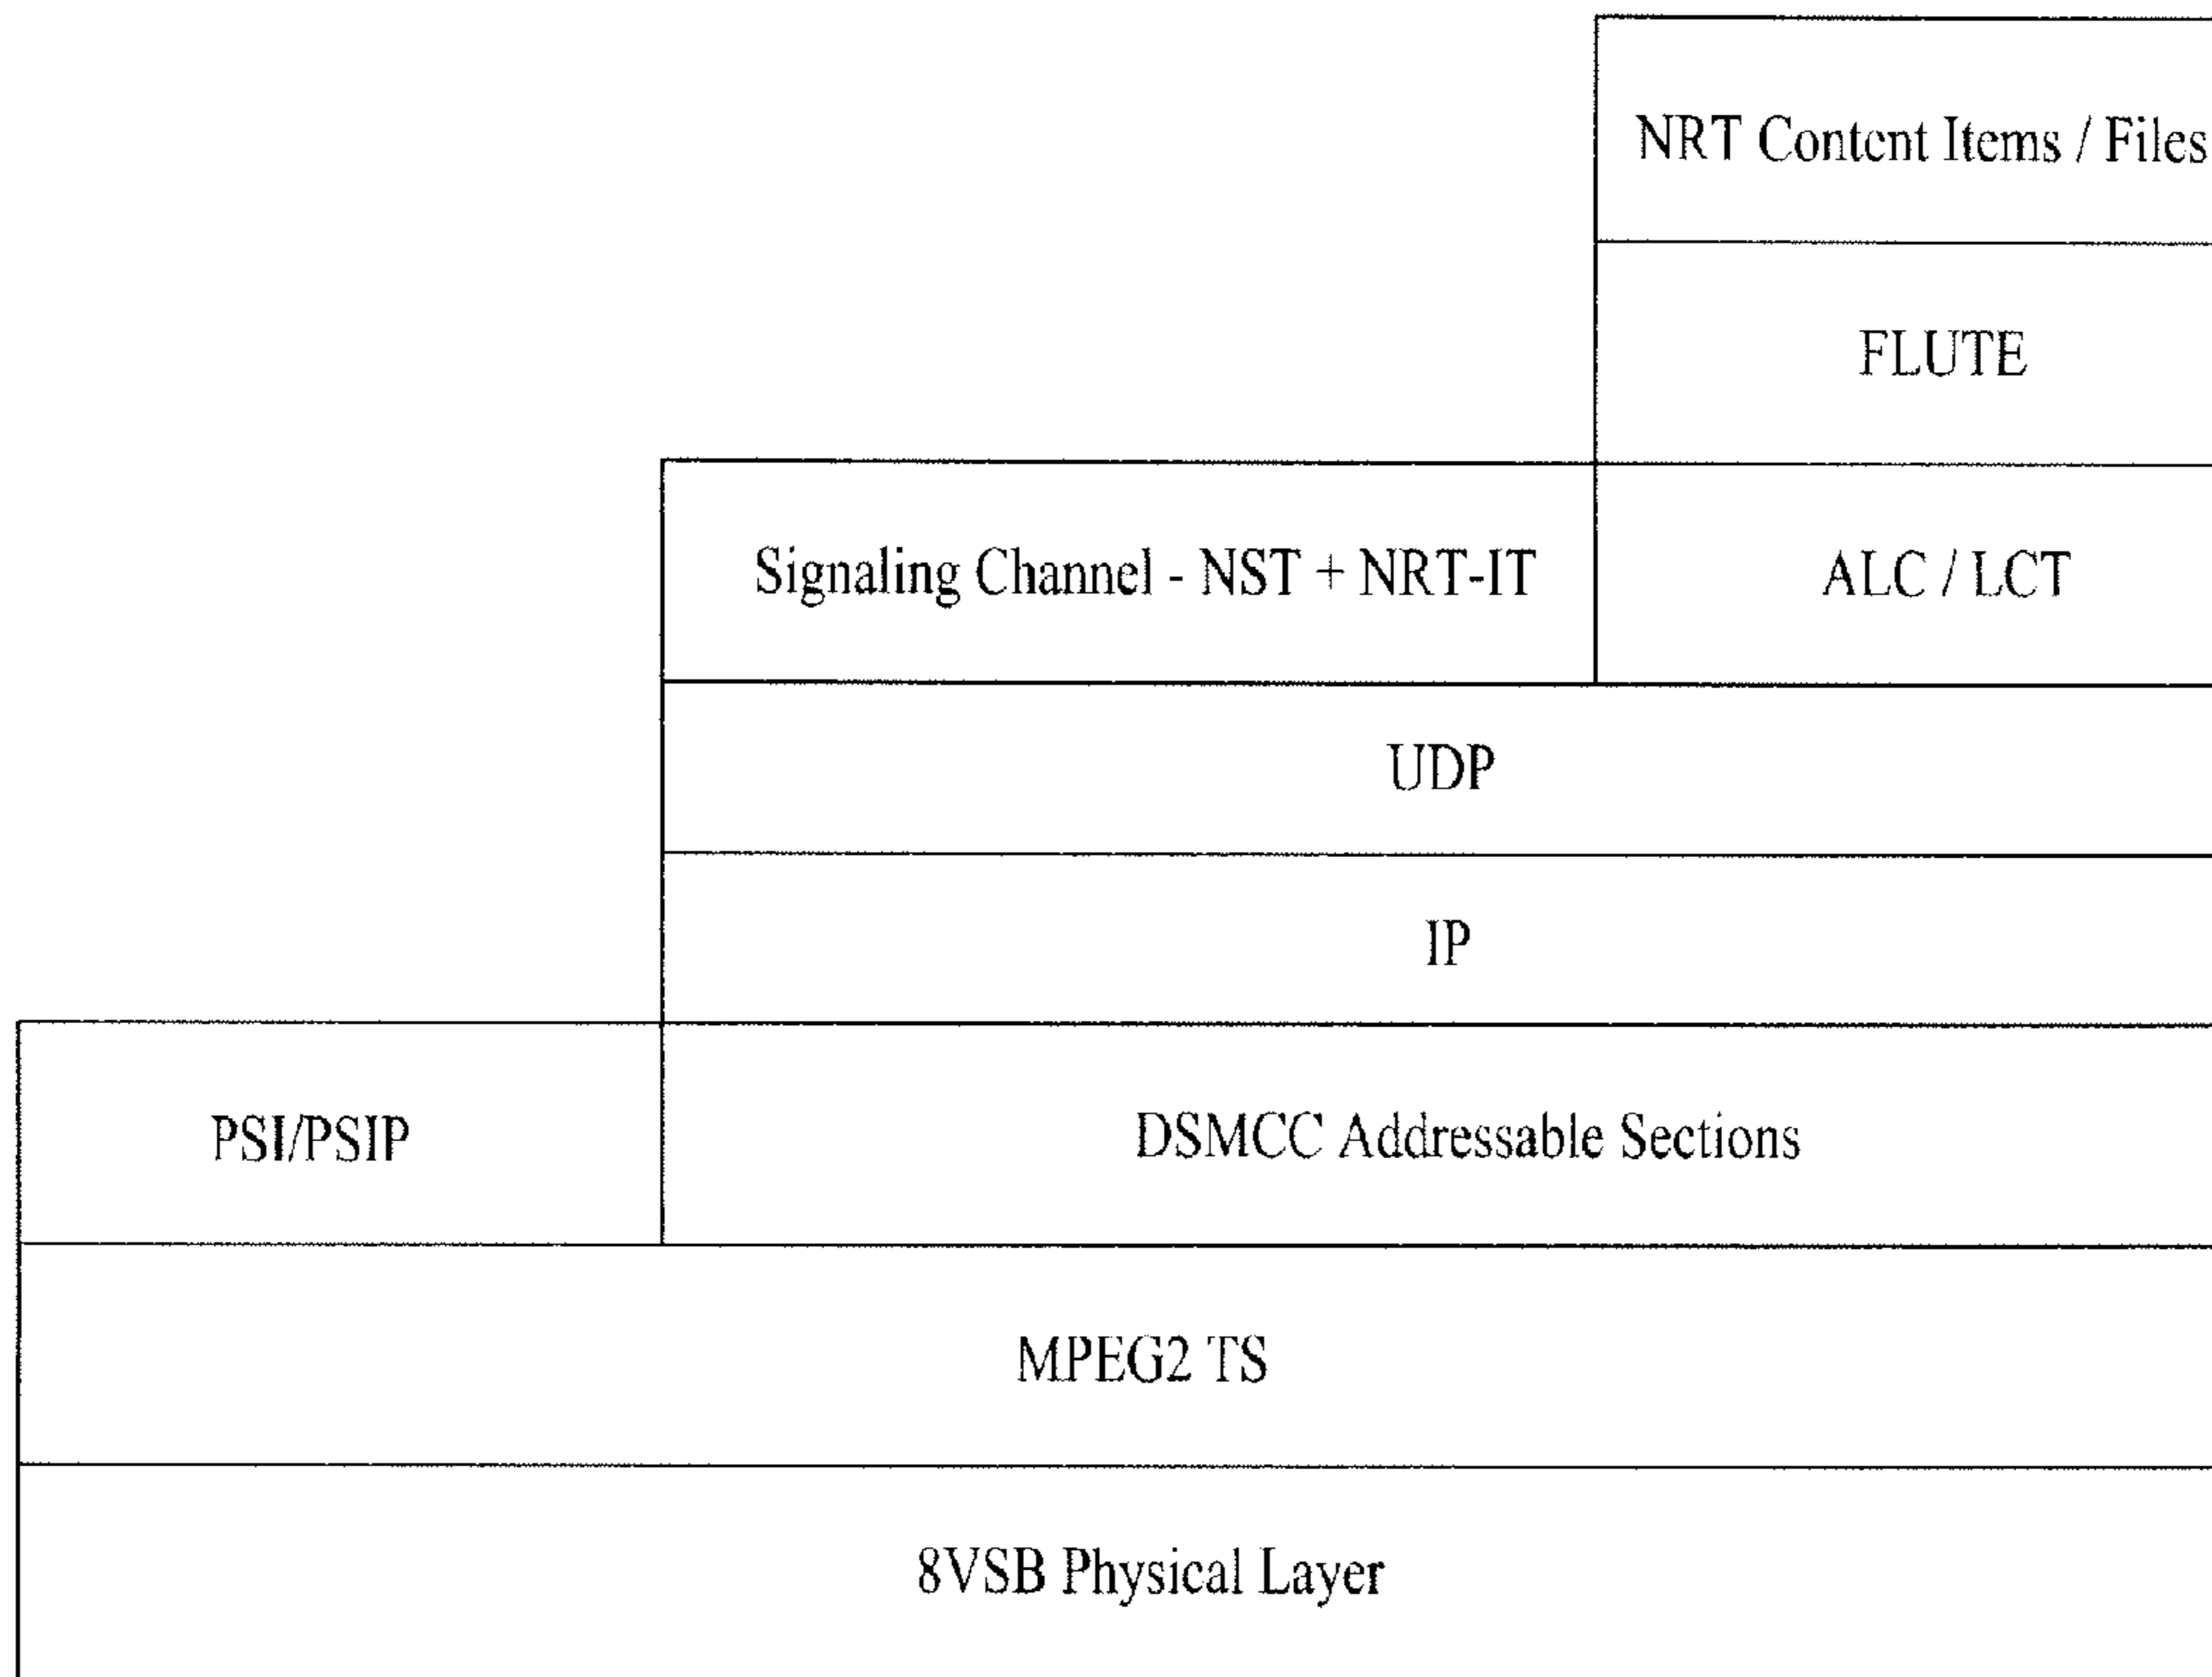 NRT Content Items / Files
FLUTE
Signaling Channel - NST + NRT-IT
ALC / LCT
UDP
IP
PSI/PSIP
DSMCC Addressable Sections
MPEG2 TS
8VSB Physical Layer